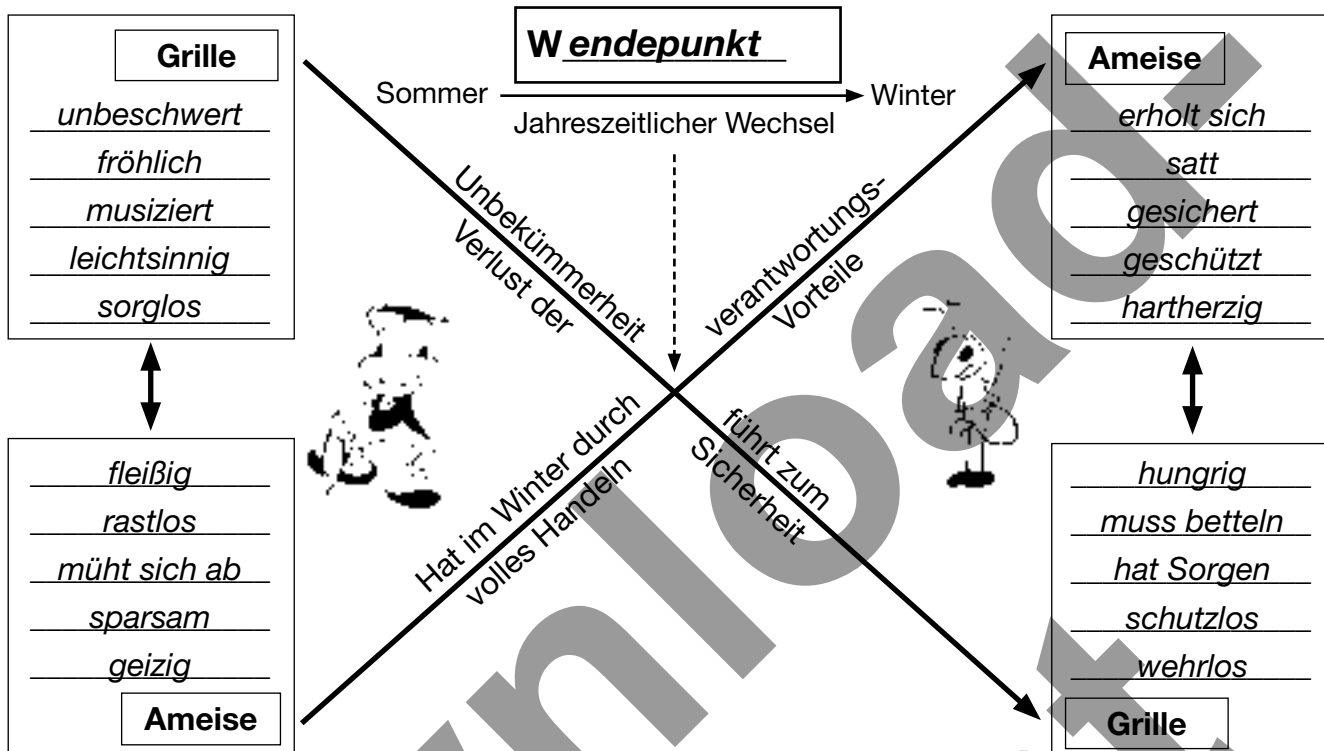 Grille
unbeschwert
fröhlich
musiziert
leichtsinnig
sorglos
Wendepunkt
Sommer
Winter
Jahreszeitlicher Wechsel
Ameise
erholt sich
satt
gesichert
geschützt
hartherzig
Unbekümmerheit
Verlust der
führt zum
Sicherheit
Hat im Winter durch
volles Handeln
verantwortungs-
Vorteile
fleißig
rastlos
müht sich ab
sparsam
geizig
Ameise
hungrig
muss betteln
hat Sorgen
schutzlos
wehrlos
Grille